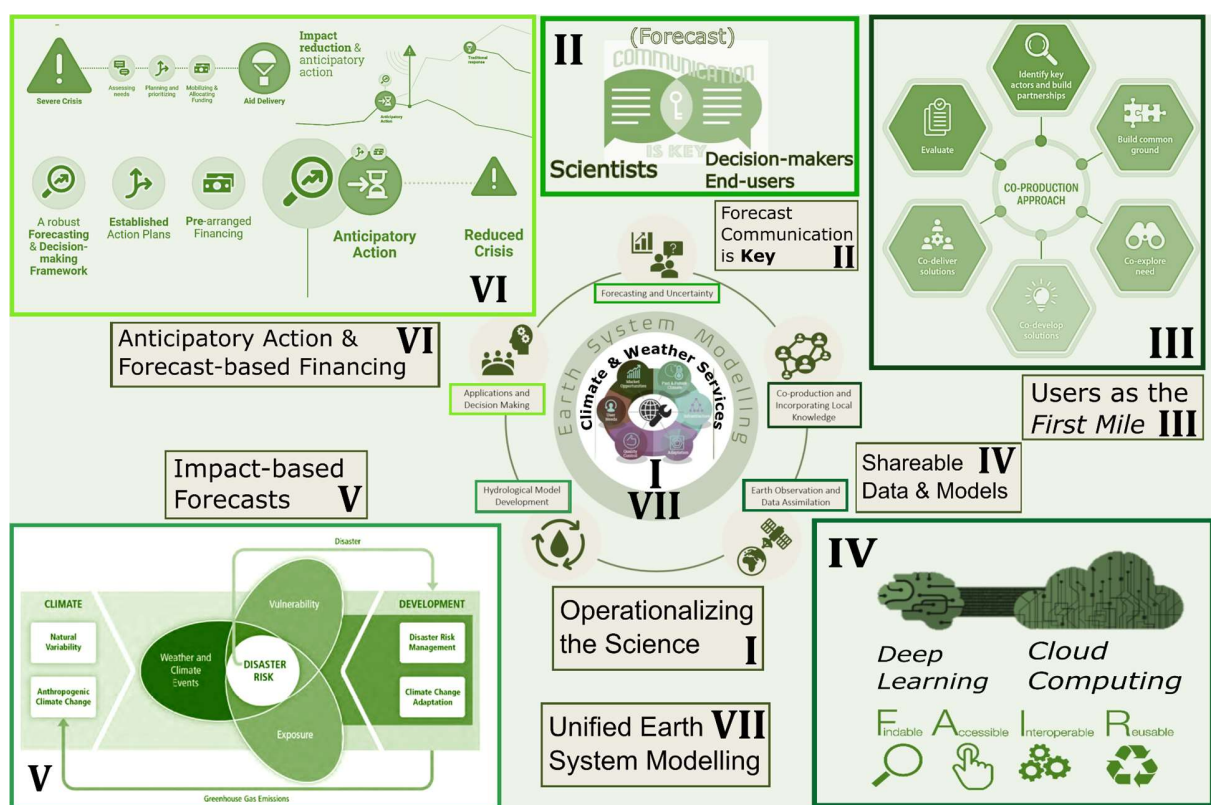 Severe Crisis
Assessing
needs
Planning and
prioritizing
Mobilizing &
Allocating
Funding
Aid Delivery
Impact
reduction &
anticipatory
action
Anticipatory
Action
Traditional
response
A robust
Forecasting
& Decision-
making
Framework
Established
Action Plans
Pre-arranged
Financing
Anticipatory
Action
Reduced
Crisis
VI
II
(Forecast)
COMMUNICATION
IS KEY
Scientists
Decision-makers
End-users
Identify key
actors and build
partnerships
Build common
ground
Co-explore
need
Co-develop
solutions
Co-deliver
solutions
Evaluate
CO-PRODUCTION
APPROACH
III
Forecast
Communication
is Key II
Anticipatory Action & VI
Forecast-based Financing
Users as the
First Mile III
Impact-based
Forecasts V
Shareable IV
Data & Models
Forecasting and Uncertainty
Applications and
Decision Making
Co-production and
Incorporating Local
Knowledge
Hydrological Model
Development
Earth Observation and
Data Assimilation
Earth System Modelling
Climate & Weather Services
Market
Opportunities
Quality
Control
Adaptation
I
VII
Operationalizing
the Science I
Unified Earth VII
System Modelling
Disaster
CLIMATE
Natural
Variability
Anthropogenic
Climate Change
Vulnerability
Weather and
Climate
Events
DISASTER
RISK
Exposure
DEVELOPMENT
Disaster Risk
Management
Climate Change
Adaptation
Greenhouse Gas Emissions
V
IV
Deep
Learning
Cloud
Computing
Findable Accessible Interoperable Reusable